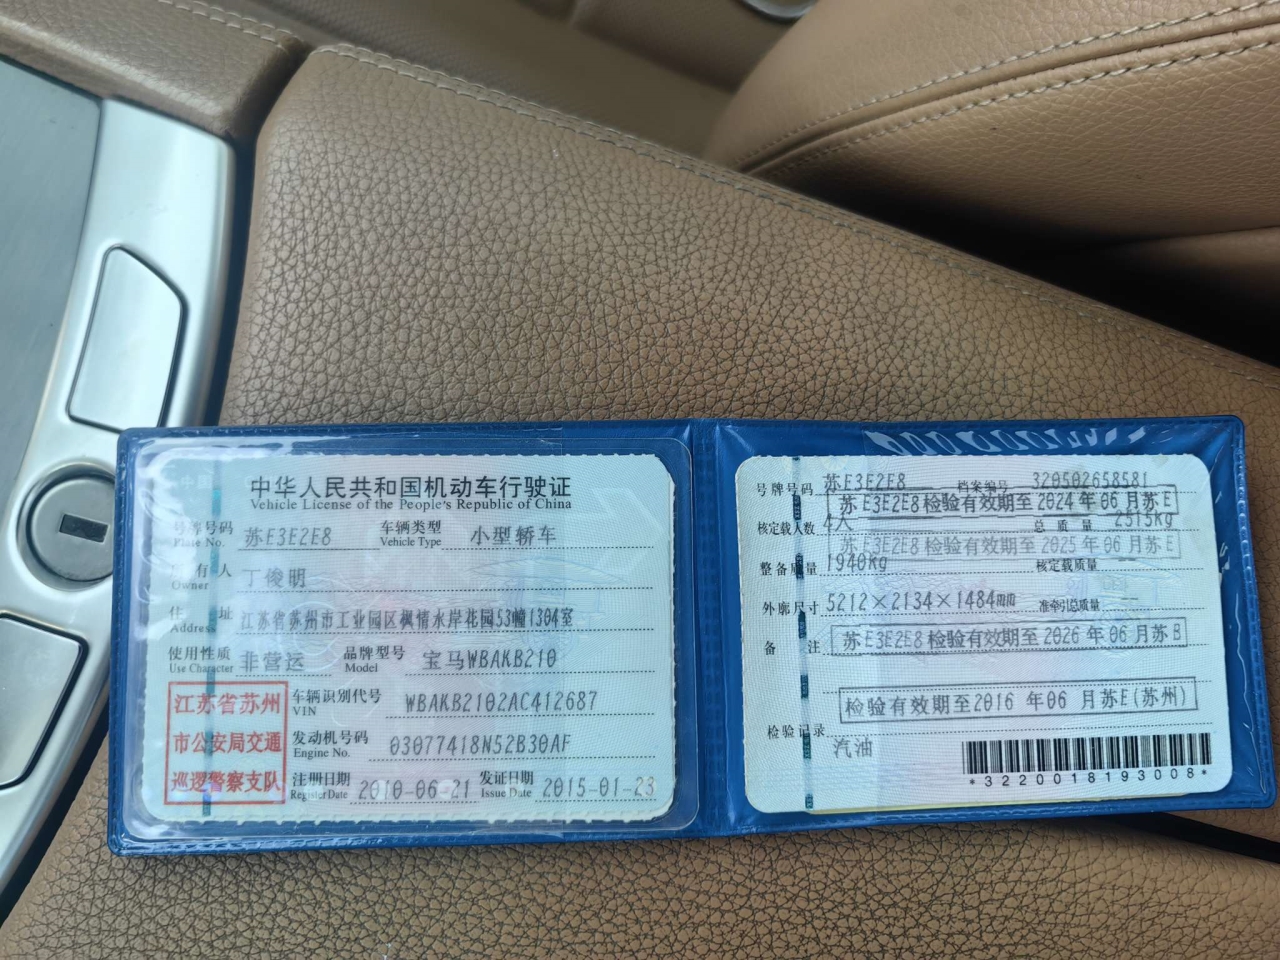 中华人民共和国机动车行驶证
Vehicle License of the People's Republic of China
号牌号码 苏E3E2E8 车辆类型 小型轿车
Plate No. Vehicle Type
所有人 丁俊明
Owner
住址 江苏省苏州市工业园区枫情水岸花园53幢1304室
Address
使用性质 非营运 品牌型号 宝马WBAKB210
Use Character Model
江苏省苏州
市公安局交通
巡逻警察支队
车辆识别代号 WBAKB2102AC412687
VIN
发动机号码 03077418N52B30AF
Engine No.
注册日期 2010-06-21 发证日期 2015-01-23
Register Date Issue Date
号牌号码 苏E3E2E8 档案编号 320502658581
苏E3E2E8检验有效期至2024年06月苏E
核定载人数 4人 总质量 2515kg
苏E3E2E8检验有效期至2025年06月苏E
整备质量 1940kg 核定载质量 --
外廓尺寸 5212×2134×1484mm 准牵引总质量 --
备注 苏E3E2E8检验有效期至2026年06月苏E
检验有效期至2016年06月苏E(苏州)
检验记录
汽油
*3220018193008*